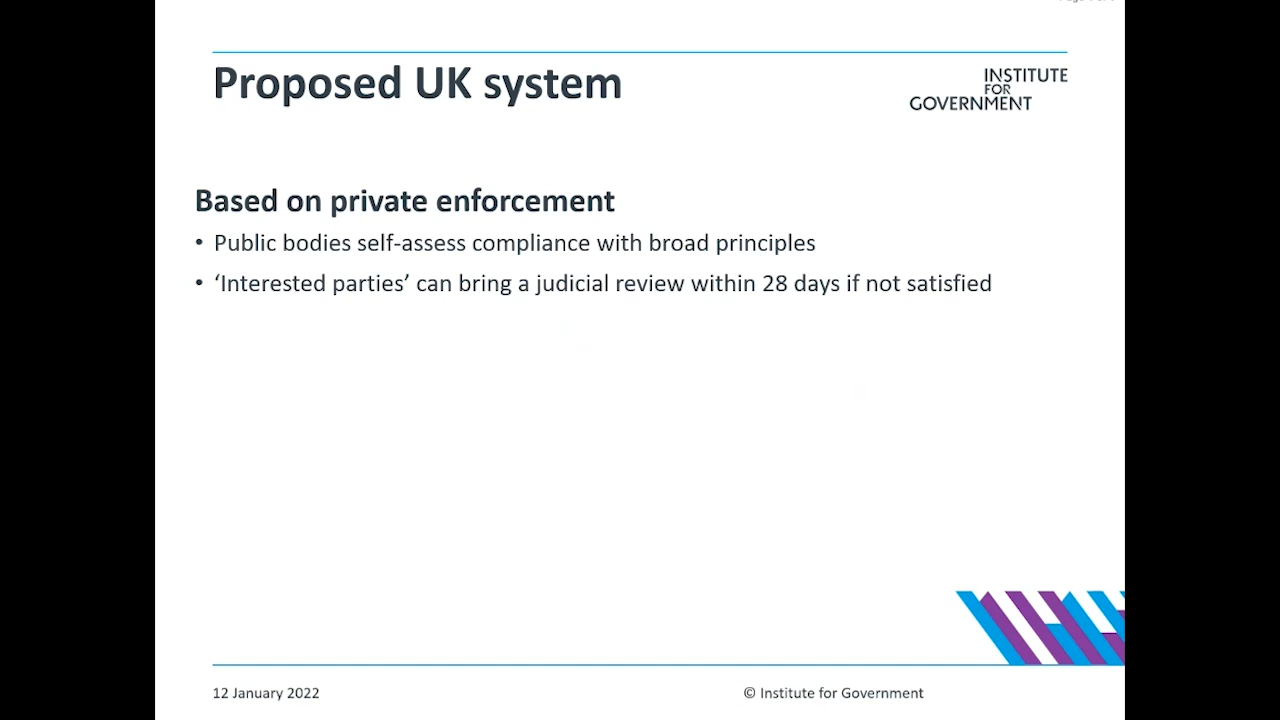 Proposed UK system
INSTITUTE
FOR
GOVERNMENT
Based on private enforcement
• Public bodies self-assess compliance with broad principles
• ‘Interested parties’ can bring a judicial review within 28 days if not satisfied
12 January 2022
© Institute for Government